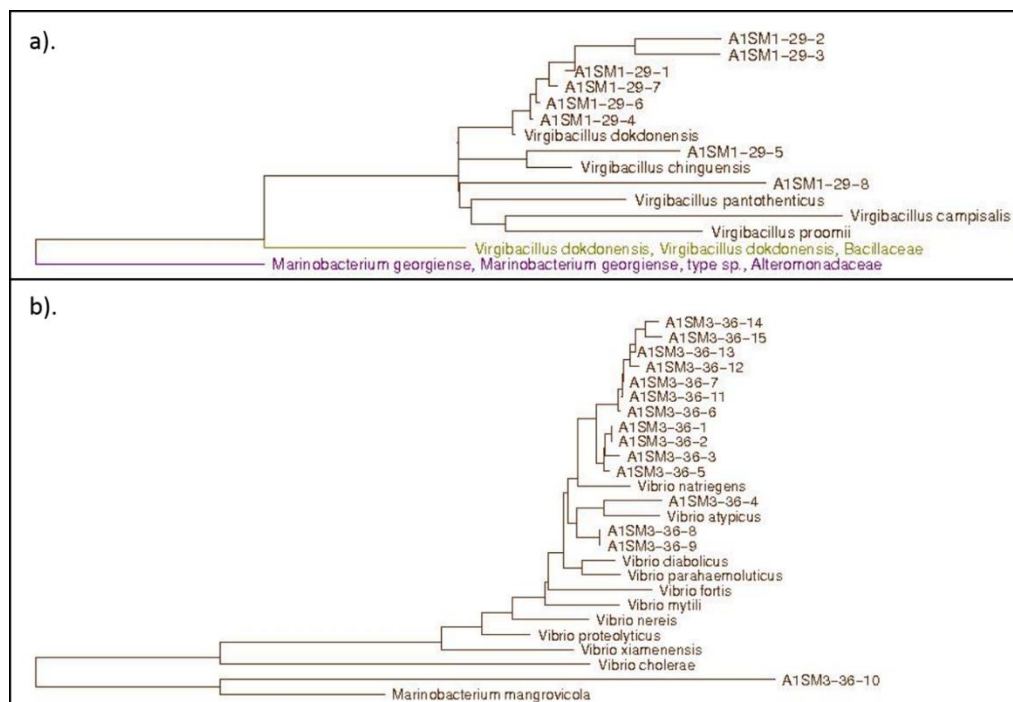 a).
A1SM1-29-2
A1SM1-29-3
A1SM1-29-1
A1SM1-29-7
A1SM1-29-6
A1SM1-29-4
Virgibacillus dokdonensis
A1SM1-29-5
Virgibacillus chinguensis
A1SM1-29-8
Virgibacillus pantothenticus
Virgibacillus campisalis
Virgibacillus proomii
Virgibacillus dokdonensis, Virgibacillus dokdonensis, Bacillaceae
Marinobacterium georgiense, Marinobacterium georgiense, type sp., Alteromonadaceae
b).
A1SM3-36-14
A1SM3-36-15
A1SM3-36-13
A1SM3-36-12
A1SM3-36-7
A1SM3-36-11
A1SM3-36-6
A1SM3-36-1
A1SM3-36-2
A1SM3-36-3
A1SM3-36-5
Vibrio natriegens
A1SM3-36-4
Vibrio atypicus
A1SM3-36-8
A1SM3-36-9
Vibrio diabolicus
Vibrio parahaemoluticus
Vibrio fortis
Vibrio mytili
Vibrio nereis
Vibrio proteolyticus
Vibrio xiamenensis
Vibrio cholerae
A1SM3-36-10
Marinobacterium mangrovicola